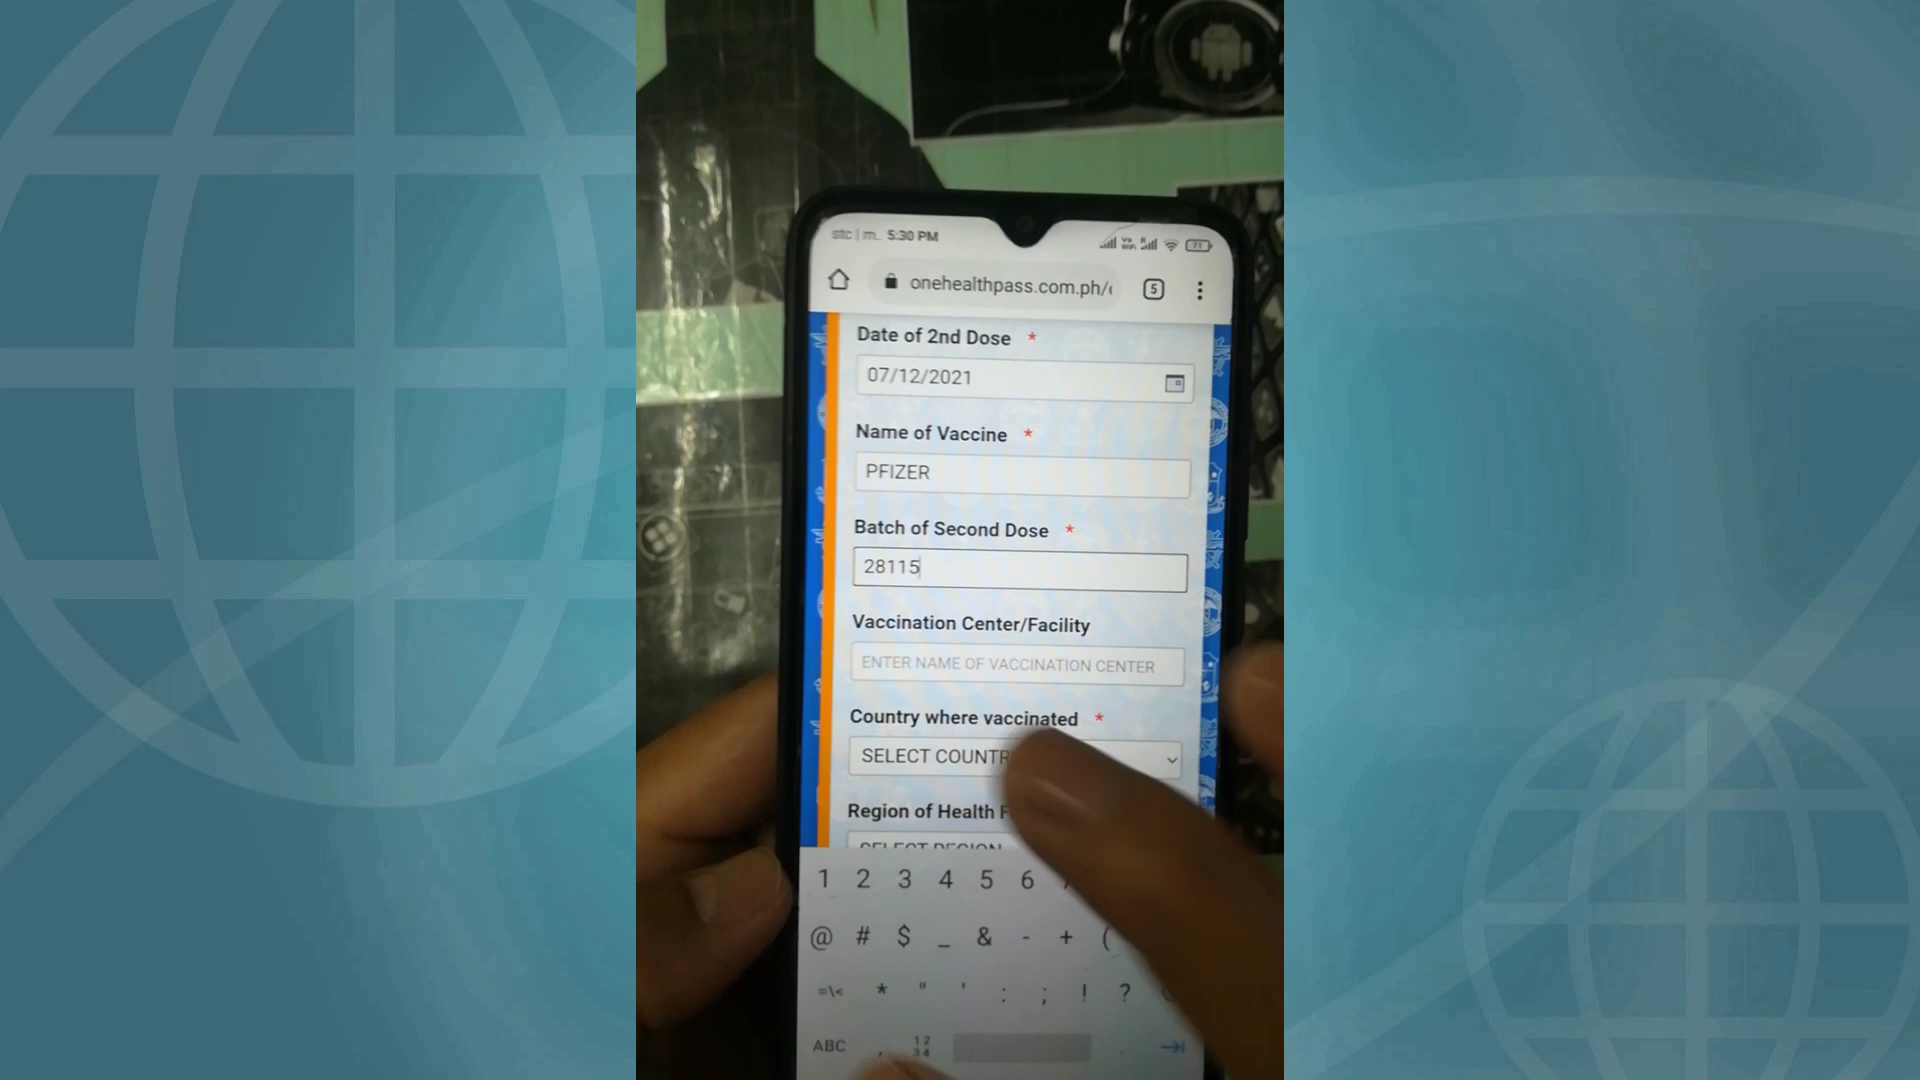 stc | m.. 5:30 PM
71
onehealthpass.com.ph/
5
Date of 2nd Dose *
07/12/2021
Name of Vaccine *
PFIZER
Batch of Second Dose *
28115
Vaccination Center/Facility
ENTER NAME OF VACCINATION CENTER
Country where vaccinated *
SELECT COUNTR
Region of Health F
SELECT REGION
1 2 3 4 5 6 7
@ # $ _ & - + (
=\< * " ' : ; ! ?
ABC , 12 34 .